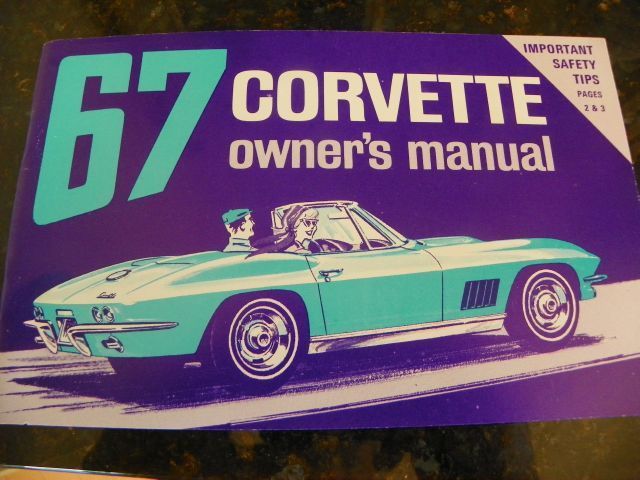 67 CORVETTE
owner's manual
IMPORTANT
SAFETY
TIPS
PAGES
2 & 3